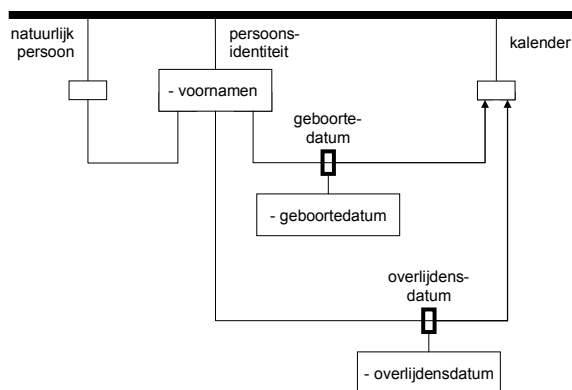 natuurlijk
persoon
persoons-
identiteit
kalender
- voornamen
geboorte-
datum
- geboortedatum
overlijdens-
datum
- overlijdensdatum